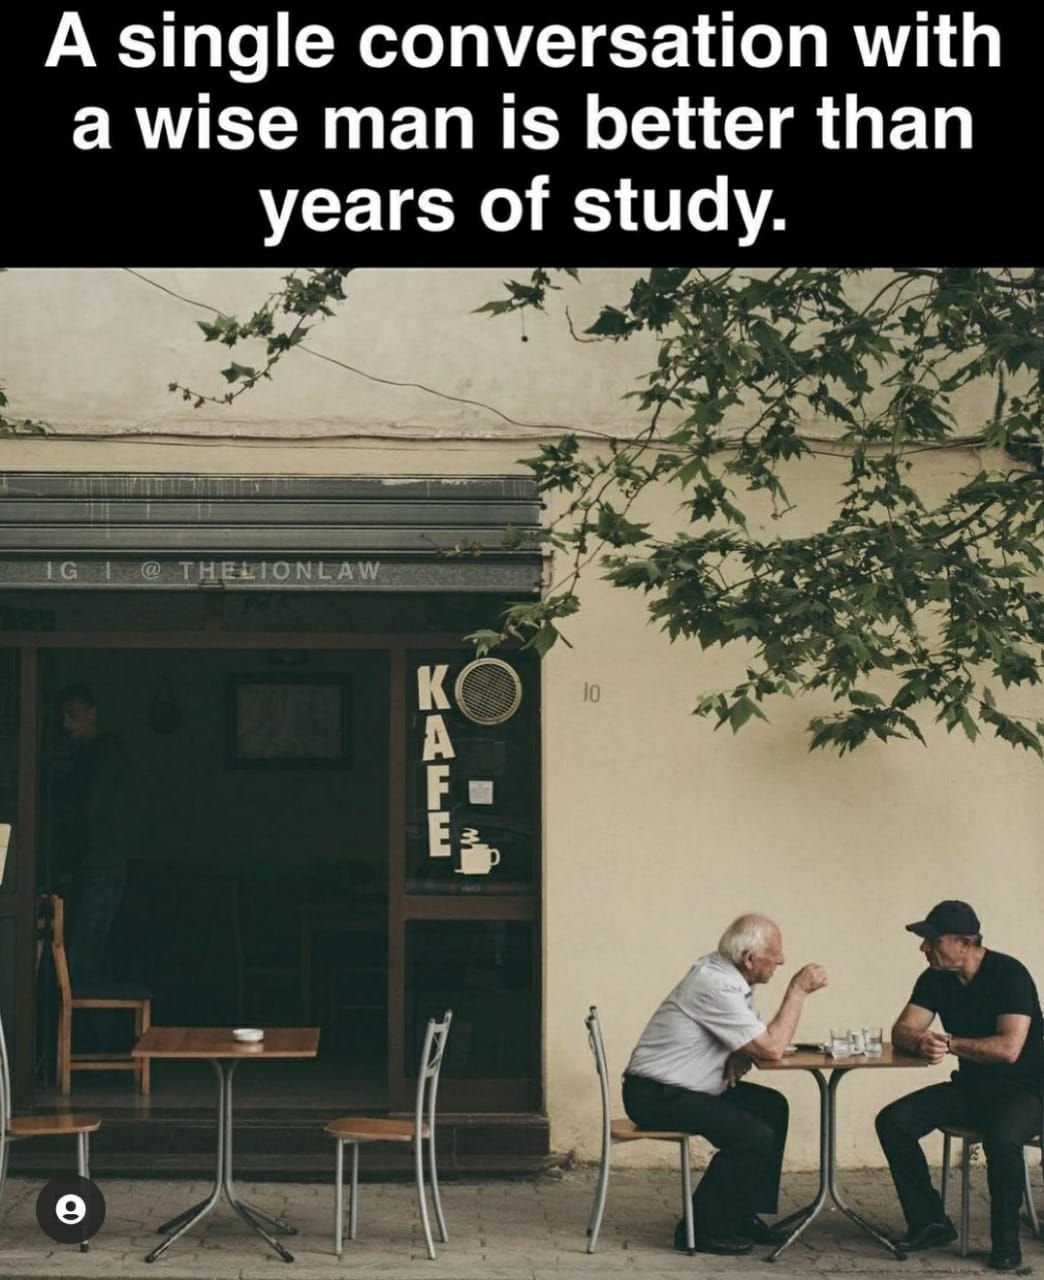 A single conversation with
a wise man is better than
years of study.
IG | @ THELIONLAW
KAFE
10